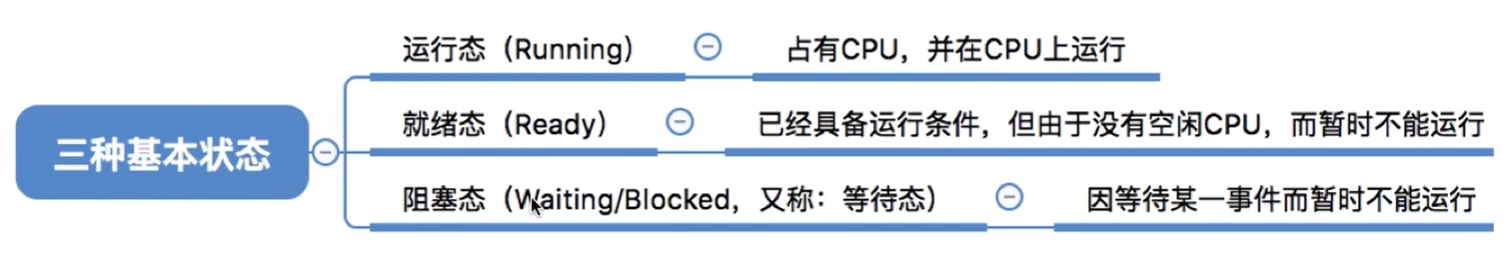 三种基本状态
运行态（Running）
占有CPU，并在CPU上运行
就绪态（Ready）
已经具备运行条件，但由于没有空闲CPU，而暂时不能运行
阻塞态（Waiting/Blocked，又称：等待态）
因等待某一事件而暂时不能运行